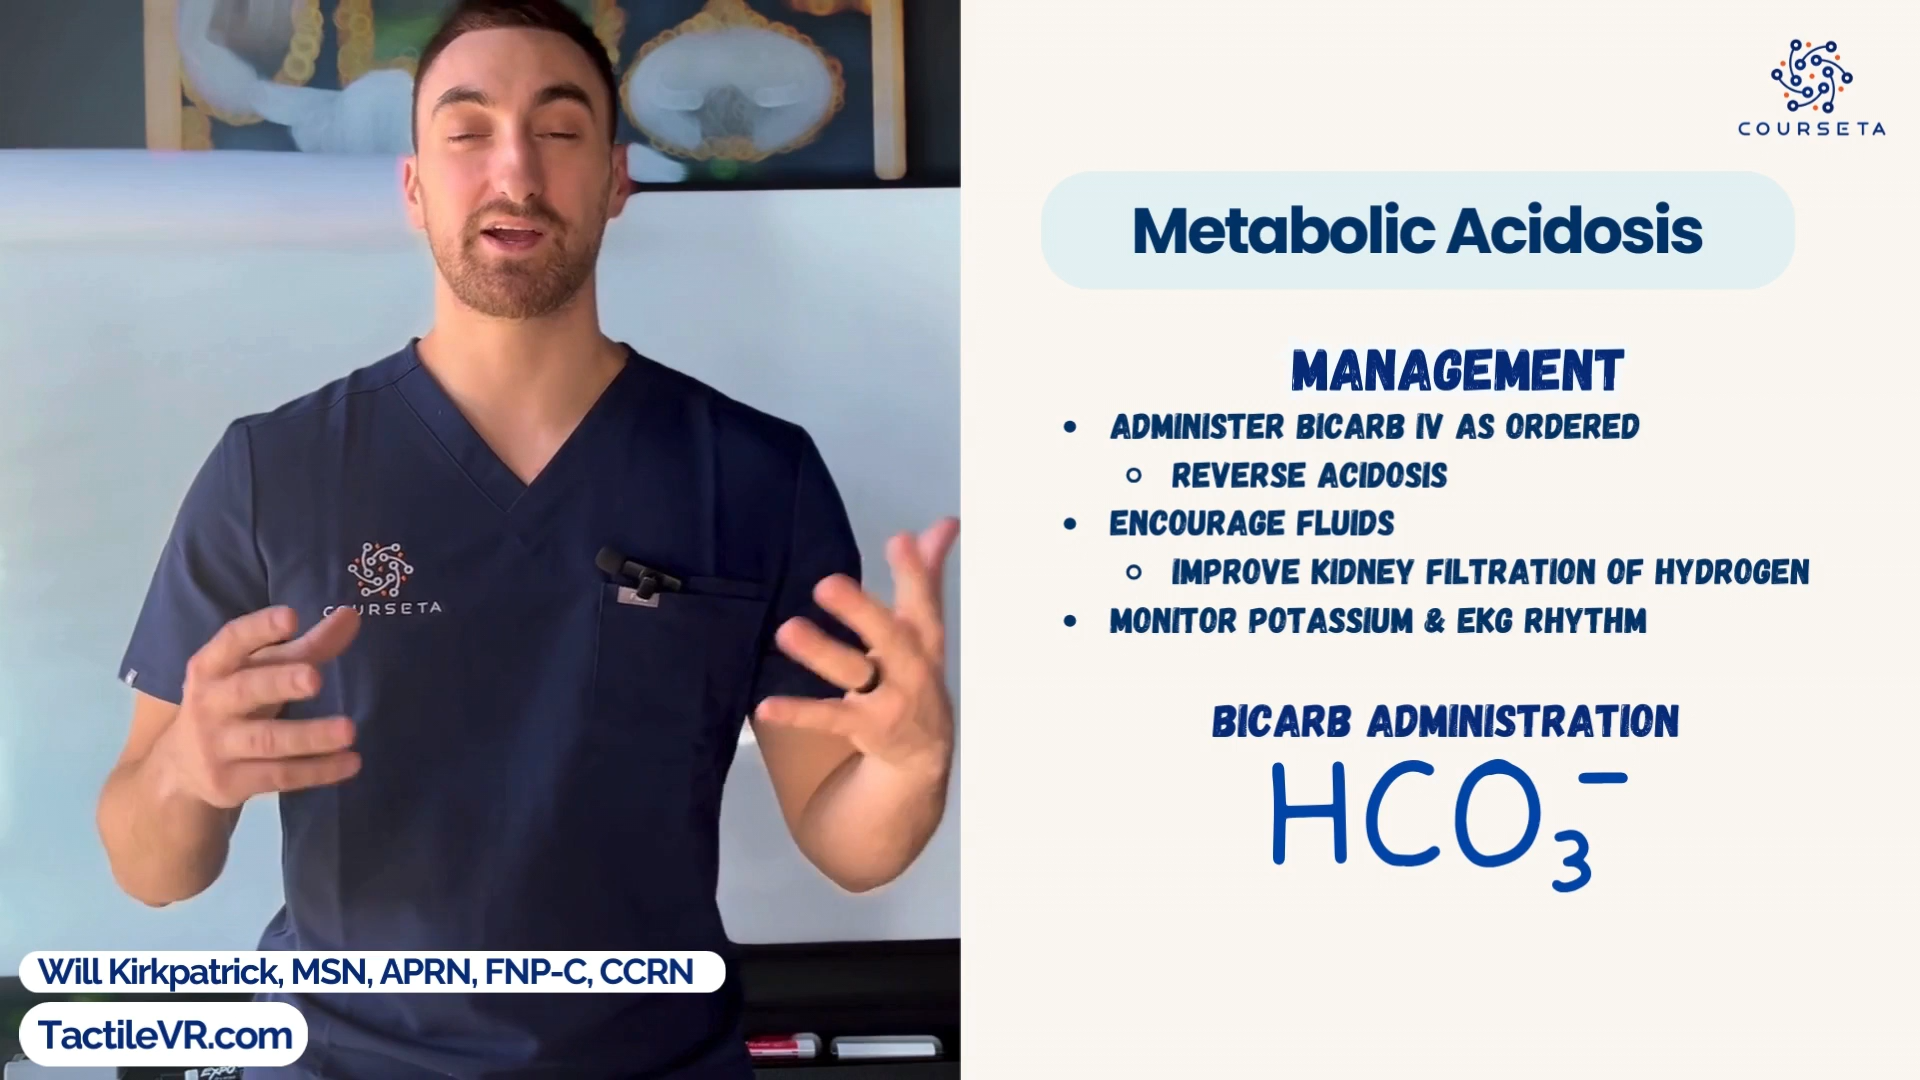 COURSETA
Metabolic Acidosis
MANAGEMENT
• ADMINISTER BICARB IV AS ORDERED
◦ REVERSE ACIDOSIS
• ENCOURAGE FLUIDS
◦ IMPROVE KIDNEY FILTRATION OF HYDROGEN
• MONITOR POTASSIUM & EKG RHYTHM
BICARB ADMINISTRATION
HCO₃⁻
COURSETA
Will Kirkpatrick, MSN, APRN, FNP-C, CCRN
TactileVR.com
EXPO